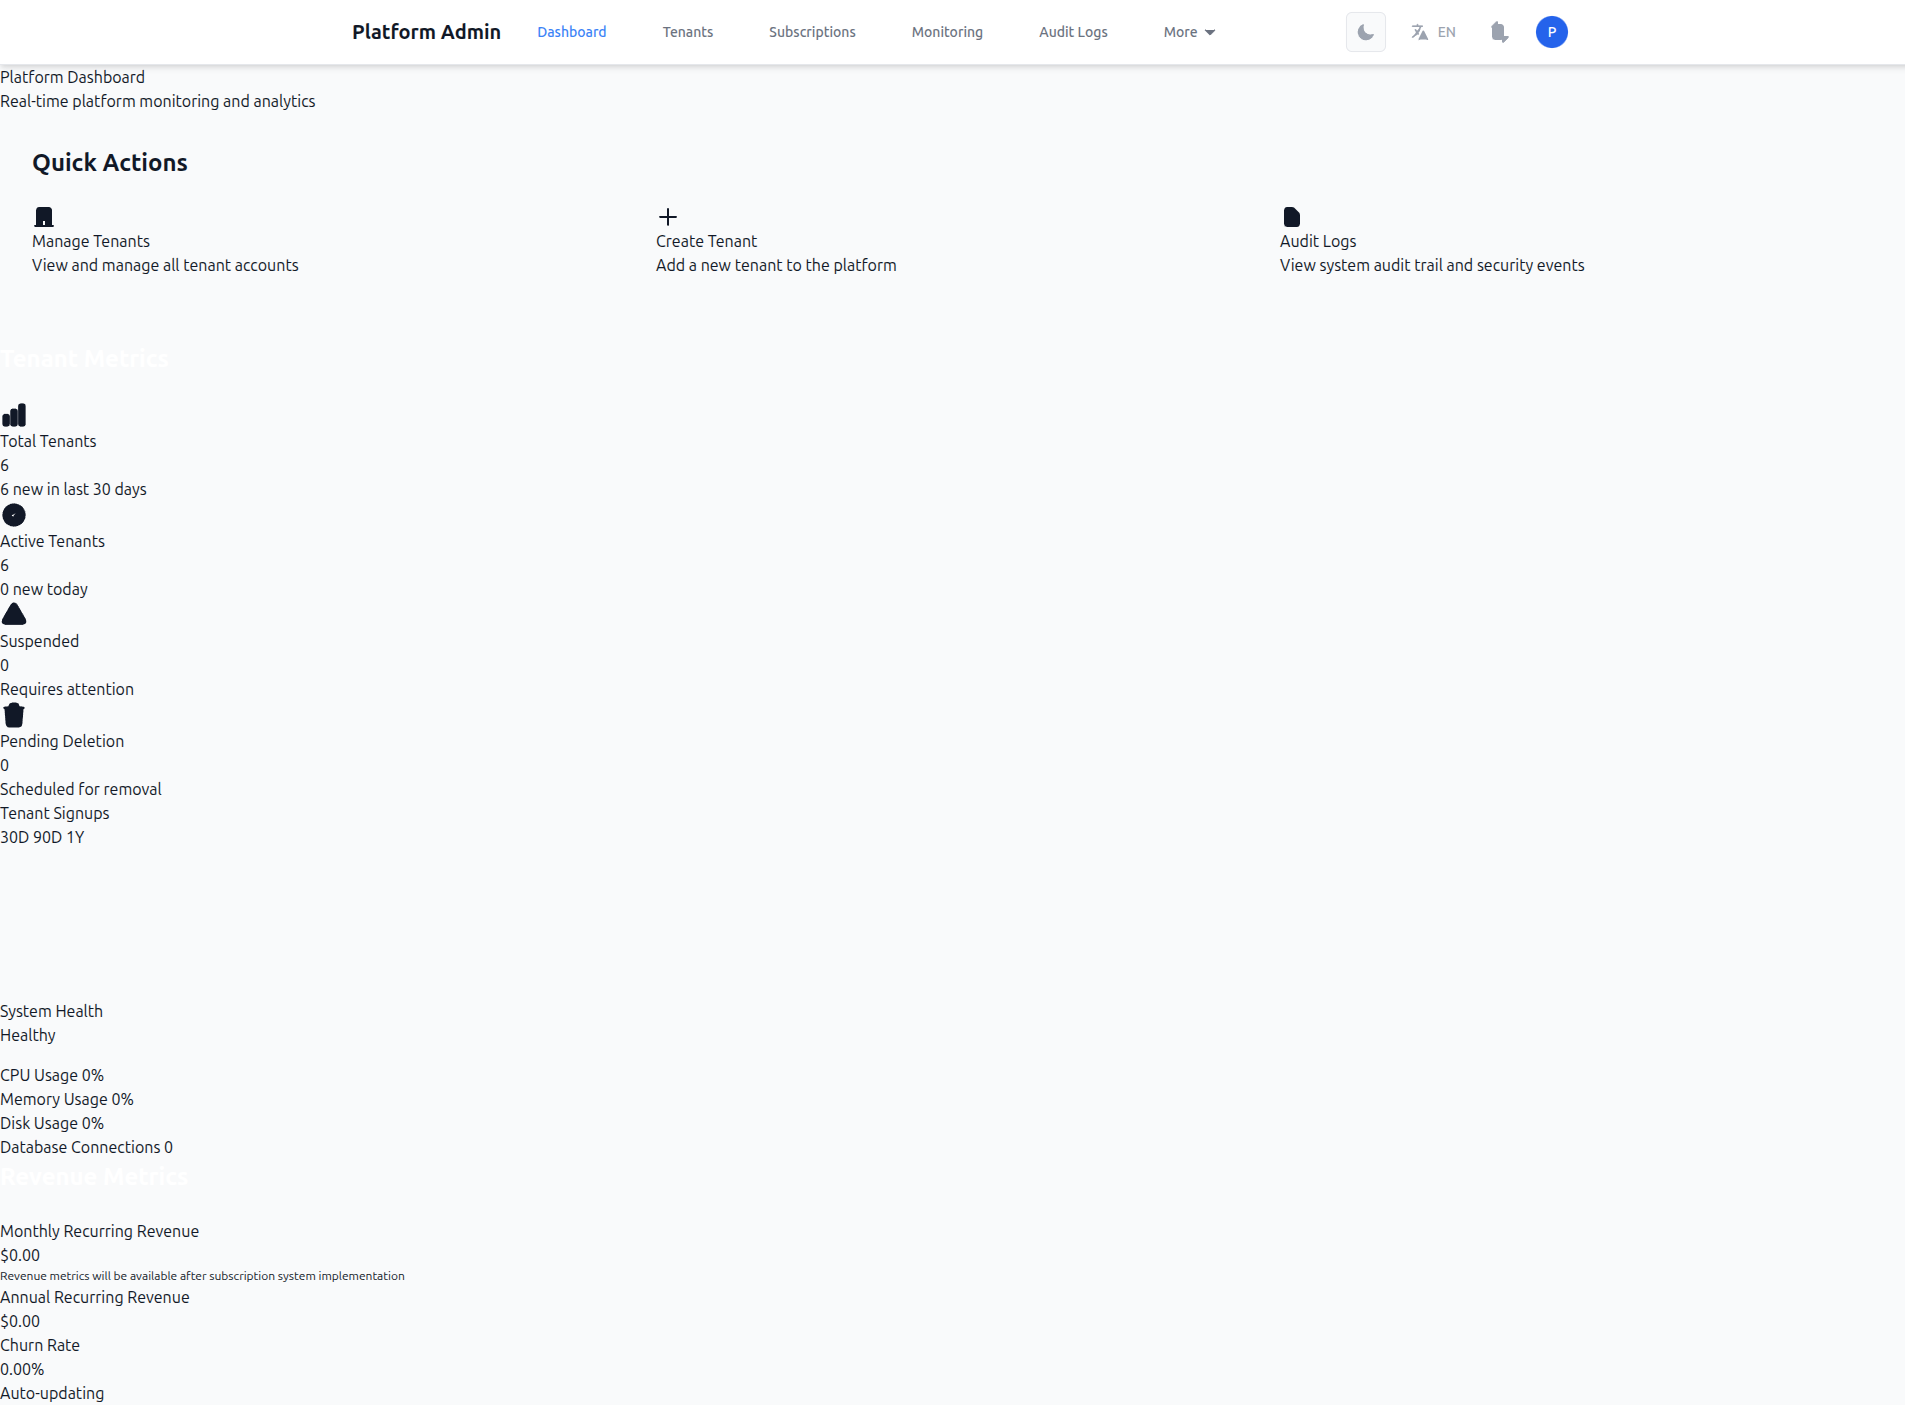 Platform Admin Dashboard Tenants Subscriptions Monitoring Audit Logs More EN P
Platform Dashboard
Real-time platform monitoring and analytics
Quick Actions
Manage Tenants
View and manage all tenant accounts
Create Tenant
Add a new tenant to the platform
Audit Logs
View system audit trail and security events
Tenant Metrics
Total Tenants
6
6 new in last 30 days
Active Tenants
6
0 new today
Suspended
0
Requires attention
Pending Deletion
0
Scheduled for removal
Tenant Signups
30D 90D 1Y
System Health
Healthy
CPU Usage 0%
Memory Usage 0%
Disk Usage 0%
Database Connections 0
Revenue Metrics
Monthly Recurring Revenue
$0.00
Revenue metrics will be available after subscription system implementation
Annual Recurring Revenue
$0.00
Churn Rate
0.00%
Auto-updating